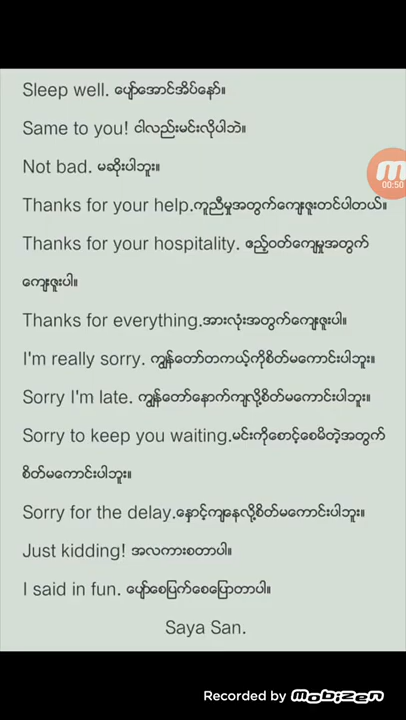 Sleep well. ပျော်အောင်အိပ်နော်။
Same to you! ငါလည်းမင်းလိုပါဘဲ။
Not bad. မဆိုးပါဘူး။
00:50
Thanks for your help.ကူညီမှုအတွက်ကျေးဇူးတင်ပါတယ်။
Thanks for your hospitality. ဧည့်ဝတ်ကျေမှုအတွက်
ကျေးဇူးပါ။
Thanks for everything.အားလုံးအတွက်ကျေးဇူးပါ။
I'm really sorry. ကျွန်တော်တကယ့်ကိုစိတ်မကောင်းပါဘူး။
Sorry I'm late. ကျွန်တော်နောက်ကျလို့စိတ်မကောင်းပါဘူး။
Sorry to keep you waiting.မင်းကိုစောင့်စေမိတဲ့အတွက်
စိတ်မကောင်းပါဘူး။
Sorry for the delay.နှောင့်ကျနေလို့စိတ်မကောင်းပါဘူး။
Just kidding! အလကားစတာပါ။
I said in fun. ပျော်စေပြက်စေပြောတာပါ။
Saya San.
Recorded by mobizen